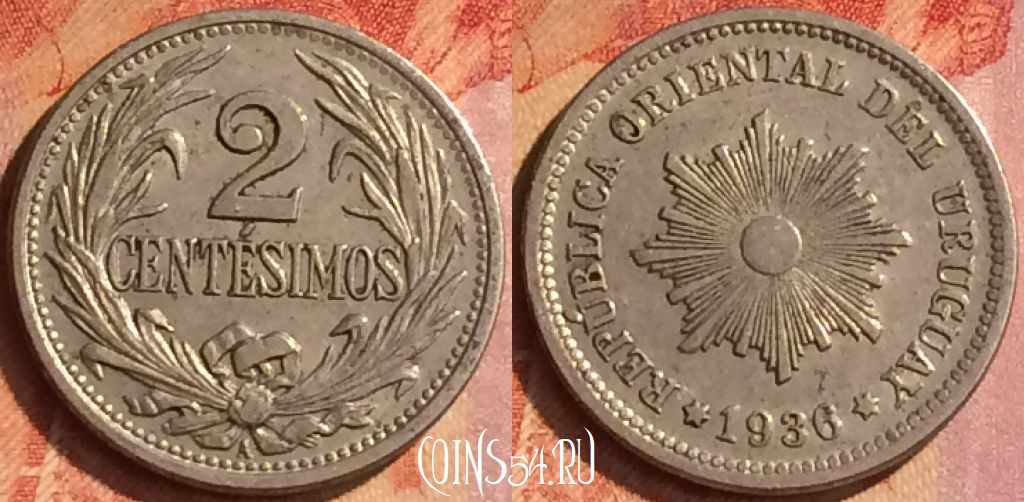 2
CENTÉSIMOS
A
REPÚBLICA ORIENTAL DEL URUGUAY
★ 1936 ★
COINS54.RU